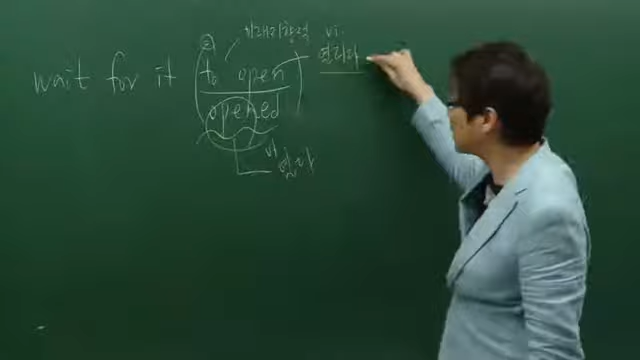 ② 미래지향적 vi.
열리다
wait for it to open
opened
vt
열다